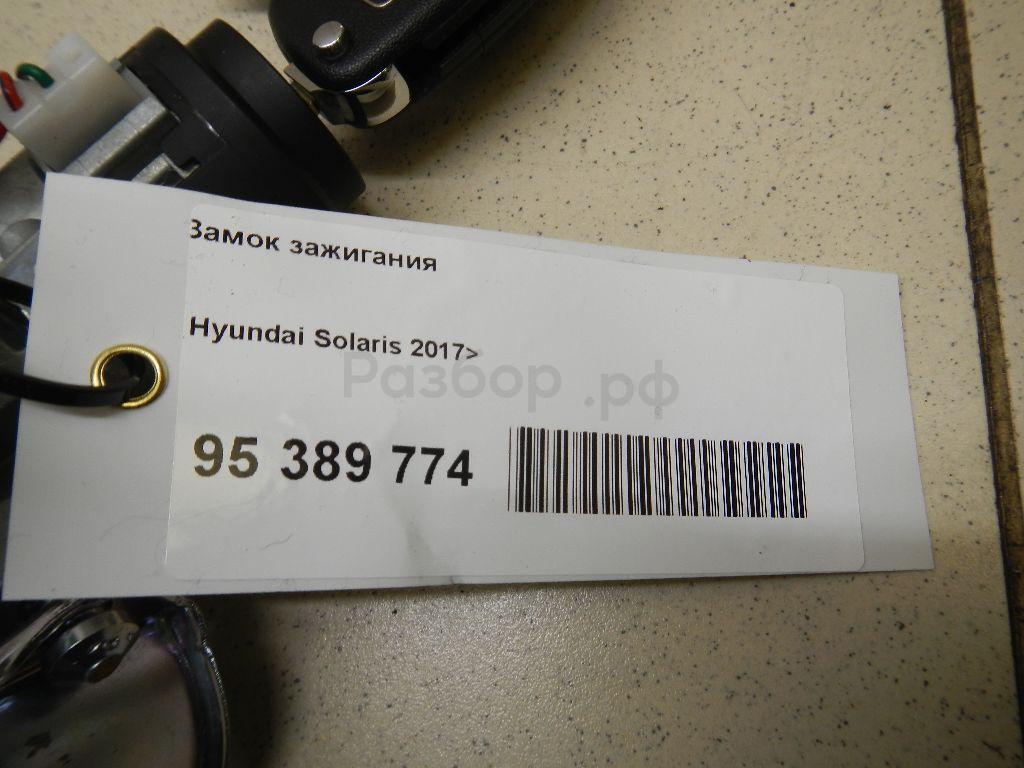 Замок зажигания
Hyundai Solaris 2017>
Разбор.рф
95 389 774